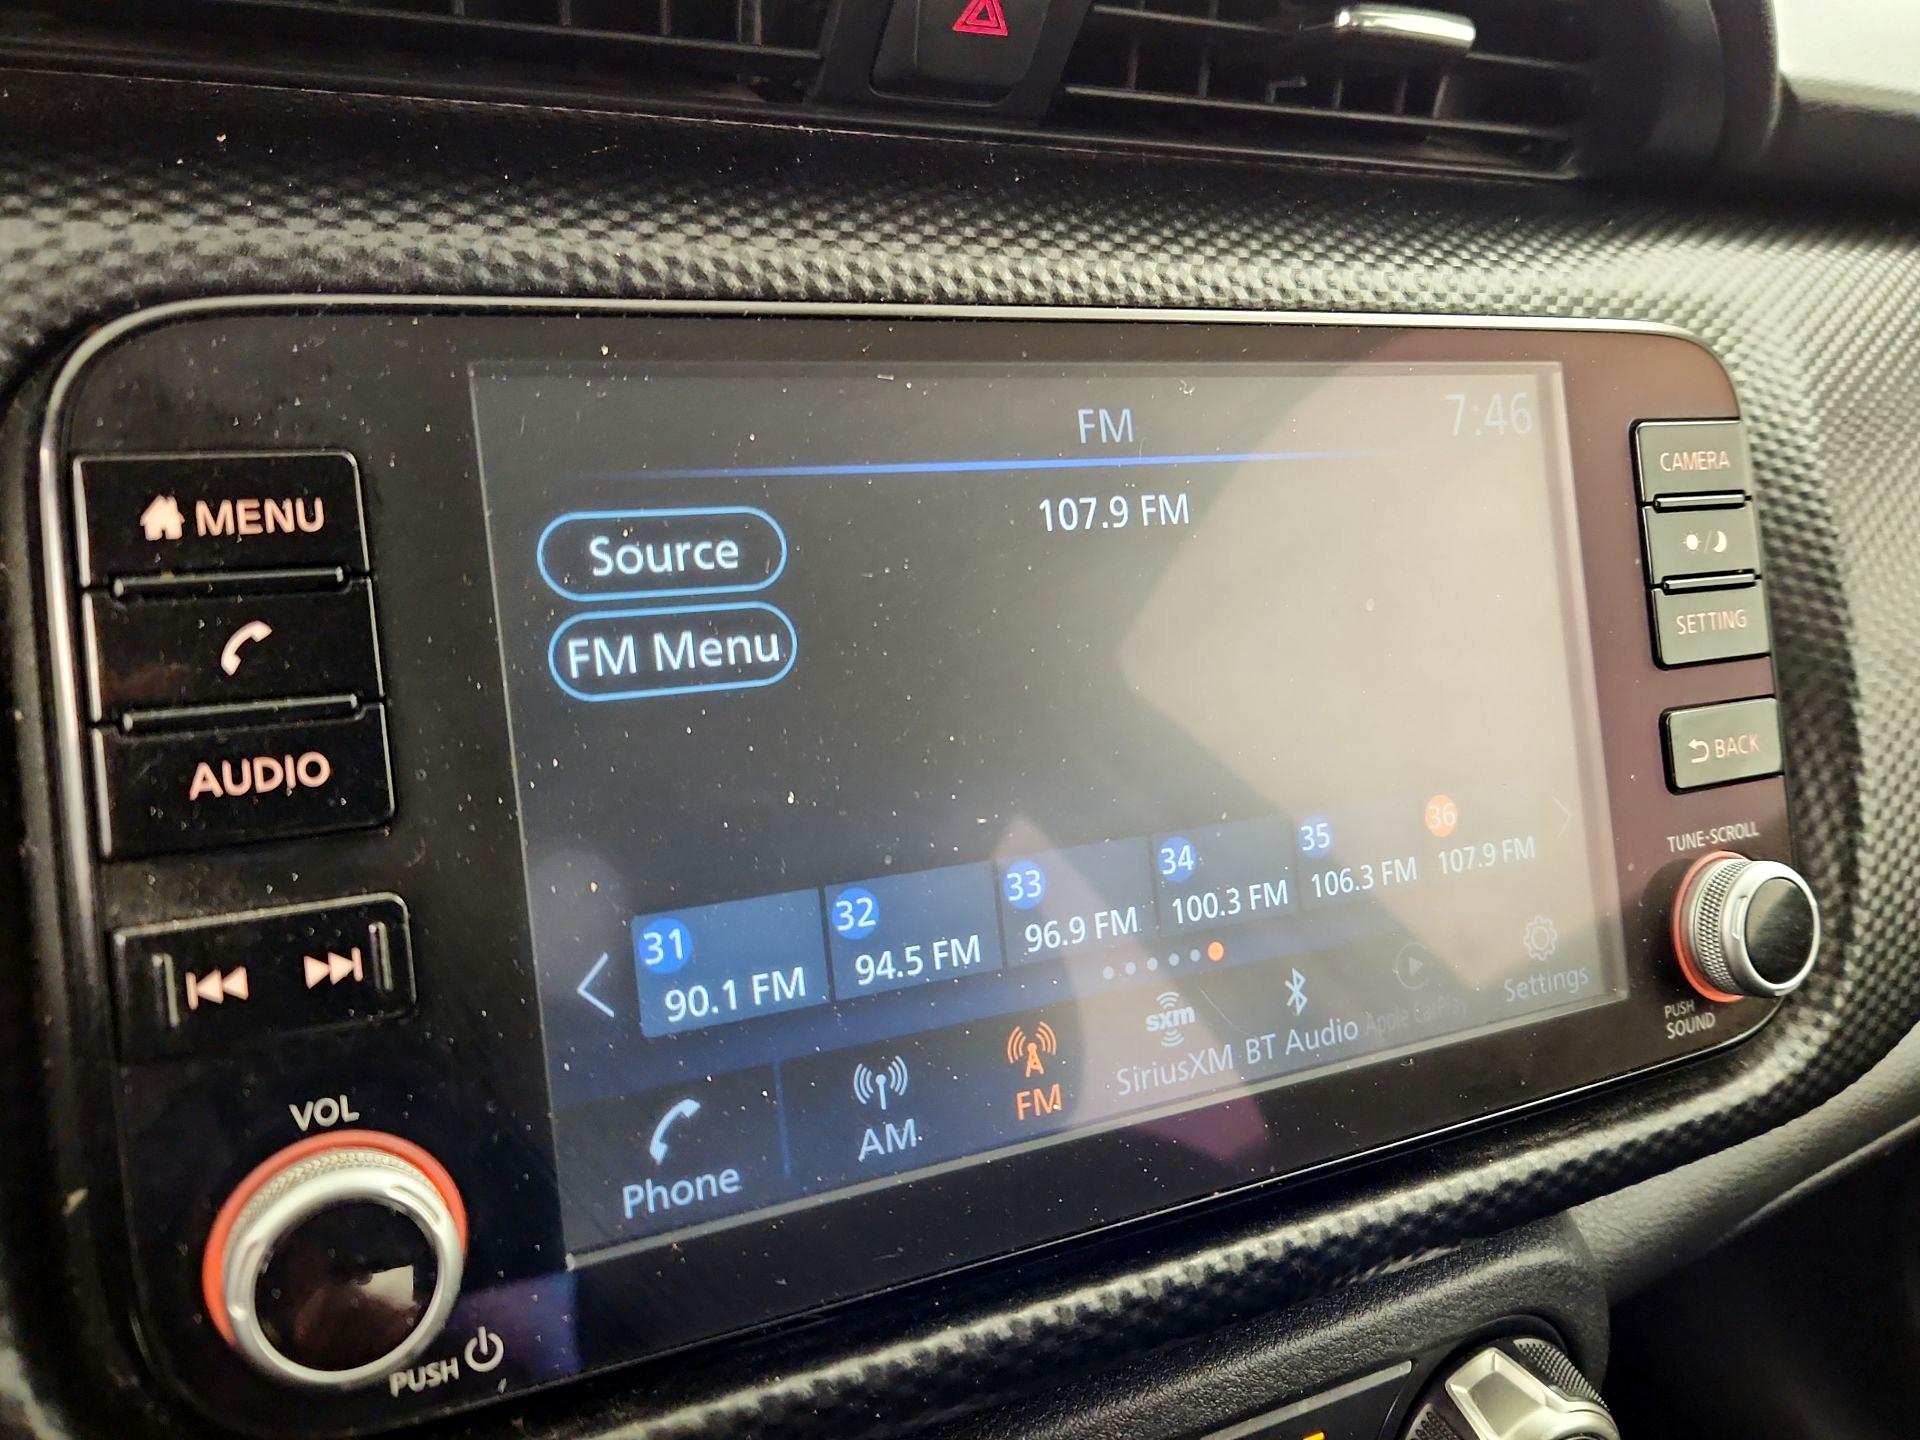 FM
7:46
107.9 FM
Source
FM Menu
31
90.1 FM
32
94.5 FM
33
96.9 FM
34
100.3 FM
35
106.3 FM
36
107.9 FM
Phone
AM
FM
sxm
SiriusXM
BT Audio
Apple CarPlay
Settings
MENU
AUDIO
VOL
PUSH
CAMERA
SETTING
BACK
TUNE·SCROLL
PUSH
SOUND